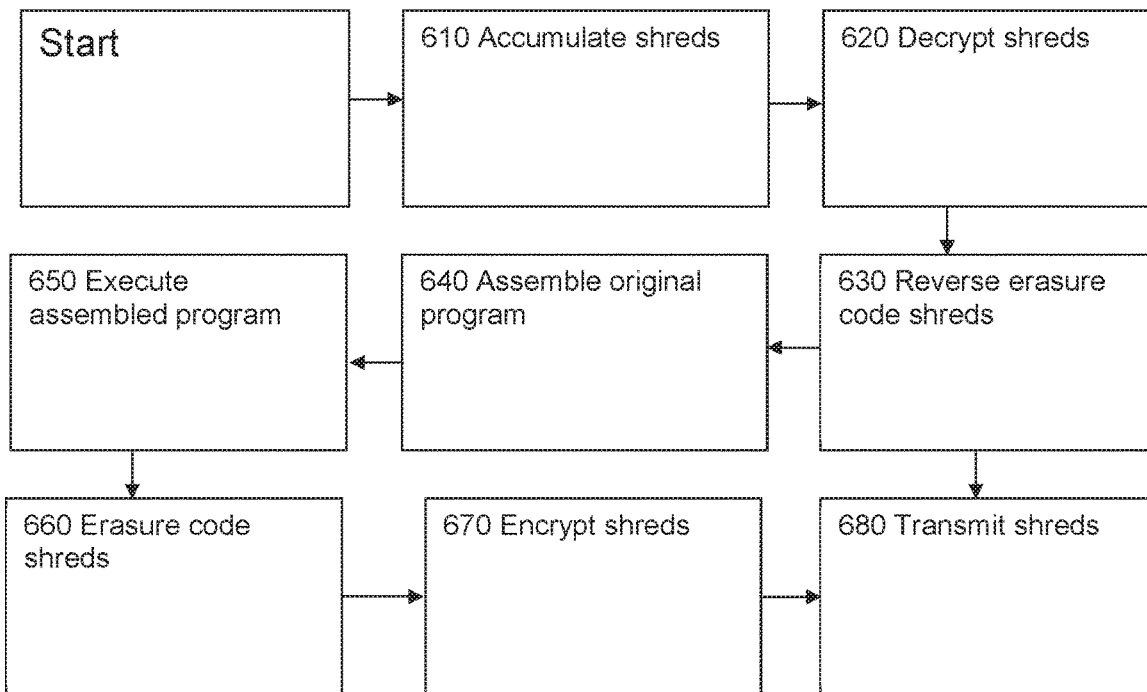 Start
610 Accumulate shreds
620 Decrypt shreds
650 Execute
assembled program
640 Assemble original
program
630 Reverse erasure
code shreds
660 Erasure code
shreds
670 Encrypt shreds
680 Transmit shreds